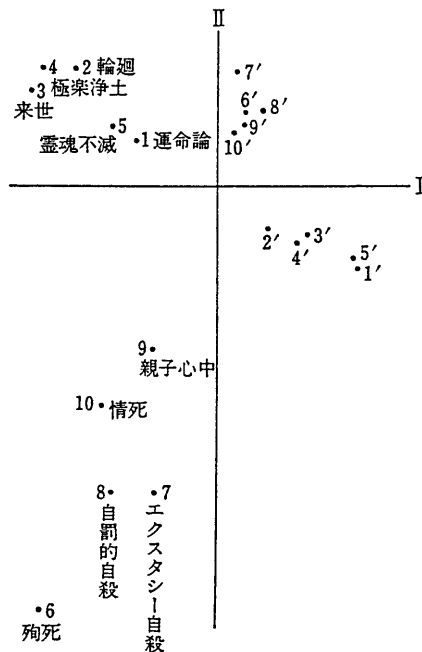 II
4 2 輪廻
7′
3 極楽浄土
来世
6′ 8′
5
霊魂不滅
1 運命論
9′
10′
I
2′ 3′
4′
5′
1′
9
親子心中
10 情死
8
自罰的自殺
7
エクスタシー自殺
6
殉死